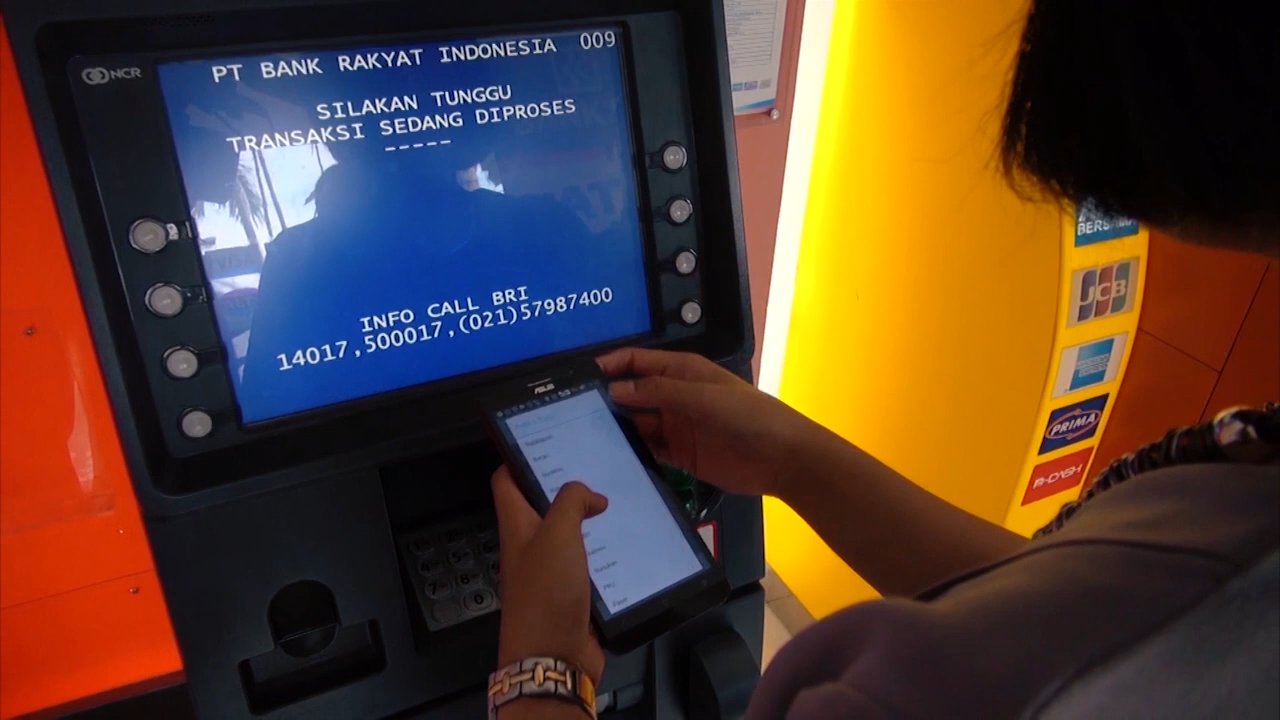 NCR
PT BANK RAKYAT INDONESIA 009
SILAKAN TUNGGU
TRANSAKSI SEDANG DIPROSES
-----
INFO CALL BRI
14017,500017,(021)57987400
ASUS
BERSAMA
JCB
PRIMA